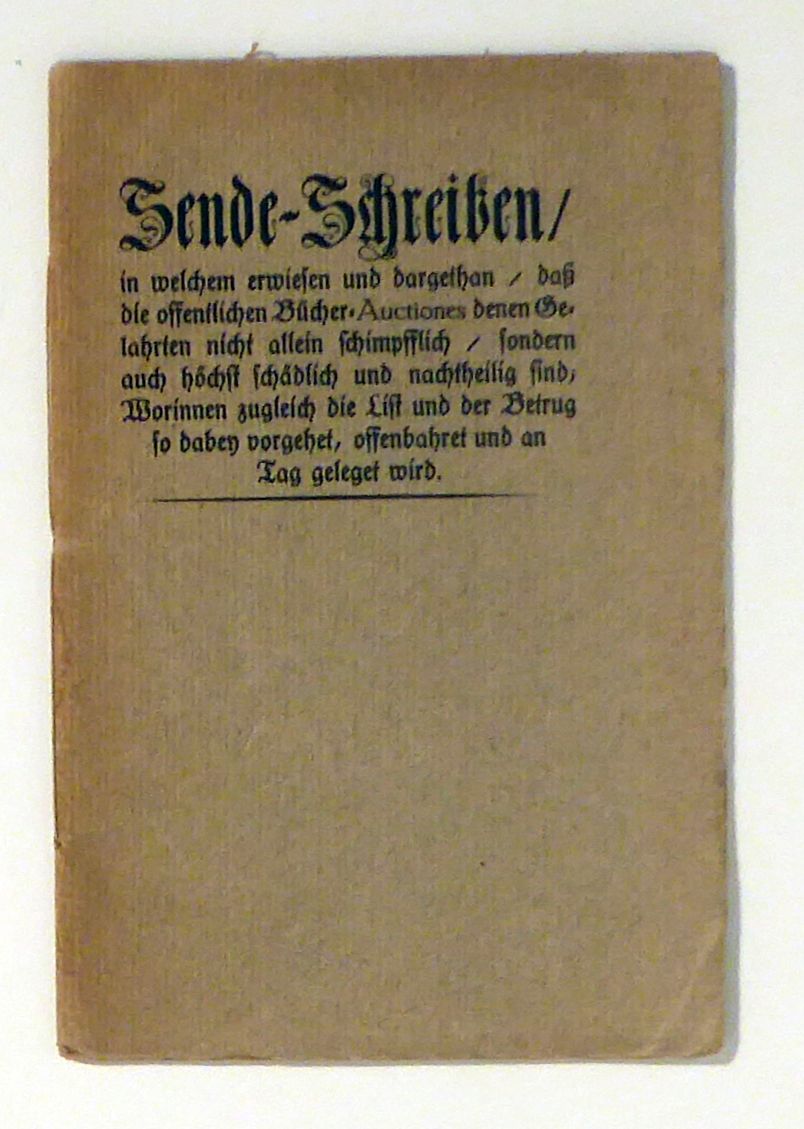 Sende-Schreiben/
in welchem erwiesen und dargethan / daß
die offentlichen Bücher-Auctiones denen Ge-
lahrten nicht allein schimpfflich / sondern
auch höchst schädlich und nachtheilig sind,
Worinnen zugleich die List und der Betrug
so dabey vorgehet, offenbahret und an
Tag geleget wird.